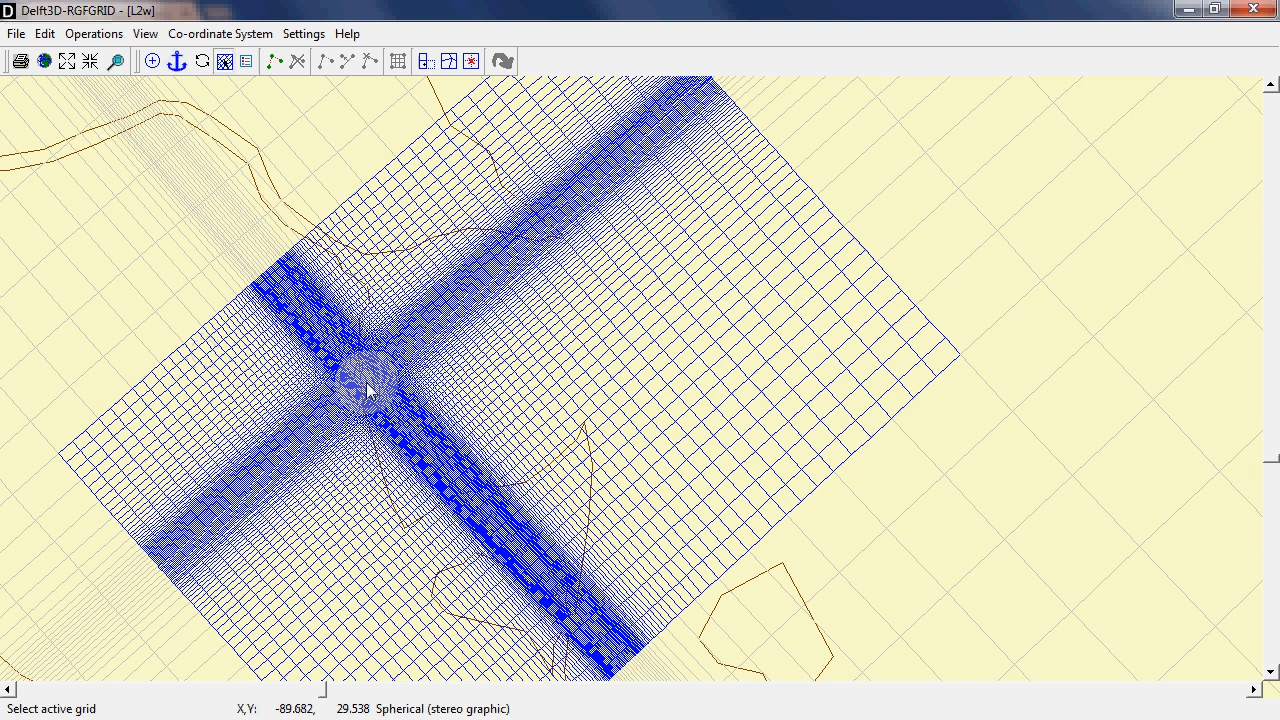 Delft3D-RGFGRID - [L2w]
File Edit Operations View Co-ordinate System Settings Help
Select active grid X,Y: -89.682, 29.538 Spherical (stereo graphic)